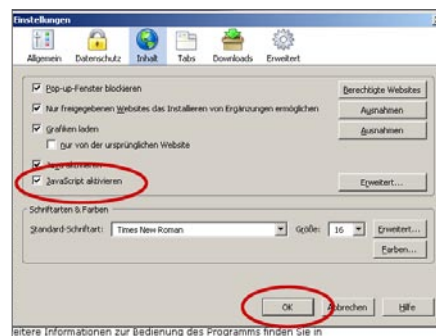 Einstellungen
Allgemein Datenschutz Inhalt Tabs Downloads Erweitert
Pop-up-Fenster blockieren Berechtigte Websites
Nur freigegebenen Websites das Installieren von Ergänzungen ermöglichen Ausnahmen
Grafiken laden Ausnahmen
nur von der ursprünglichen Website
Java aktivieren
JavaScript aktivieren Erweitert...
Schriftarten & Farben
Standard-Schriftart: Times New Roman Größe: 16 Erweitert...
Farben...
OK Abbrechen Hilfe
eitere Informationen zur Bedienung des Programms finden Sie in